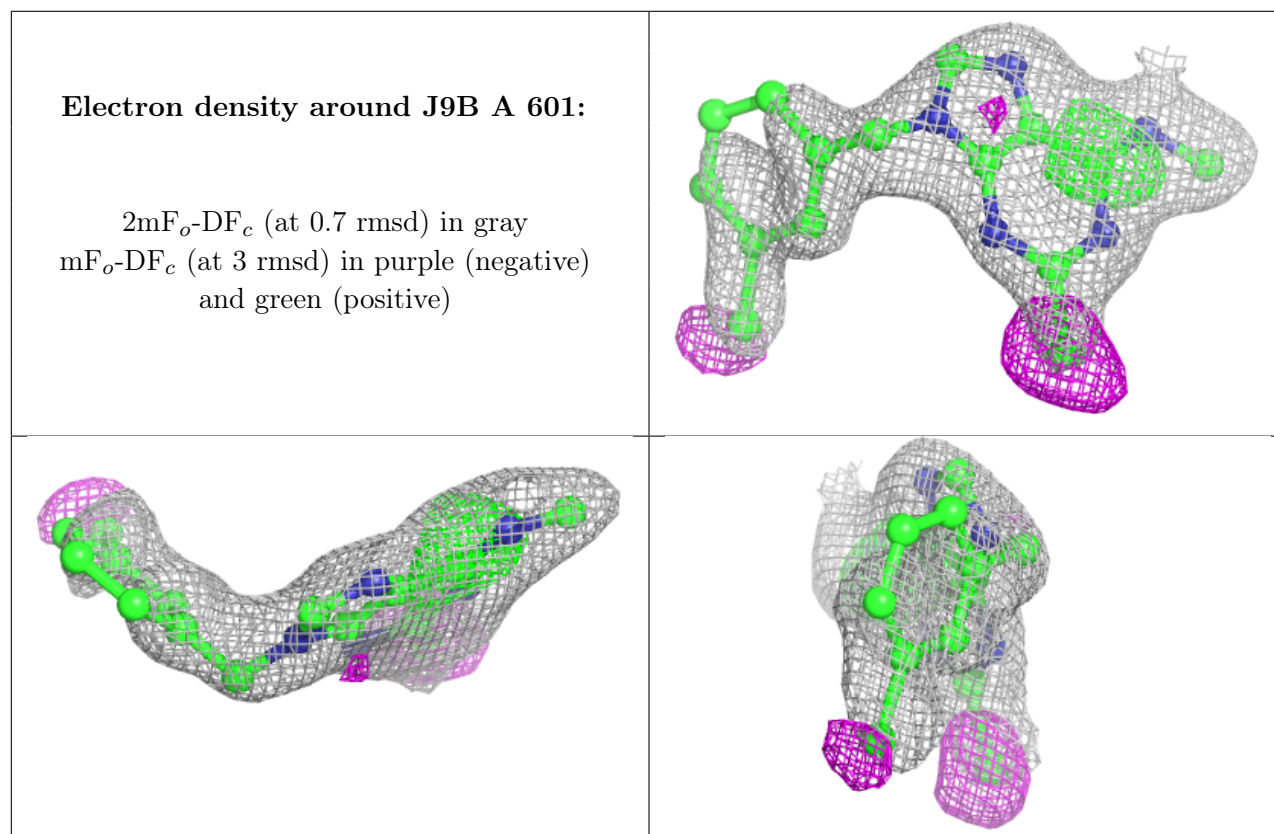 Electron density around J9B A 601:
2mFₒ-DF𝑐 (at 0.7 rmsd) in gray
mFₒ-DF𝑐 (at 3 rmsd) in purple (negative)
and green (positive)